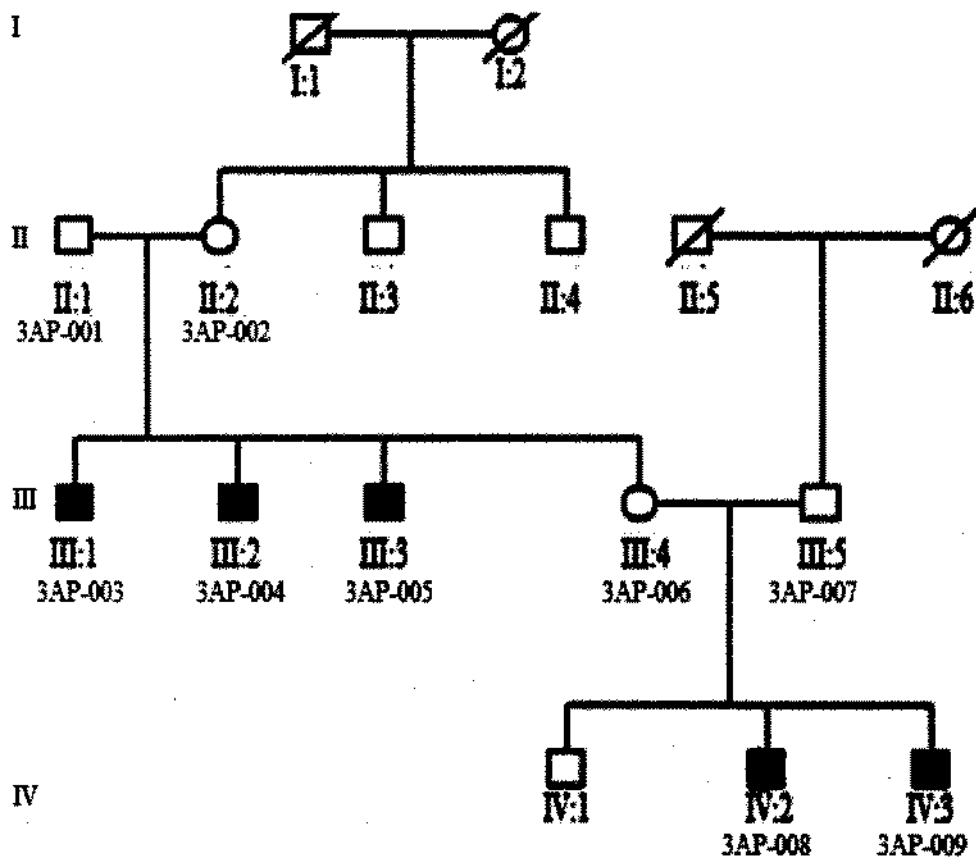 I
I:1 I:2
II
II:1 II:2 II:3 II:4 II:5 II:6
3AP-001 3AP-002
III
III:1 III:2 III:3 III:4 III:5
3AP-003 3AP-004 3AP-005 3AP-006 3AP-007
IV
IV:1 IV:2 IV:3
3AP-008 3AP-009